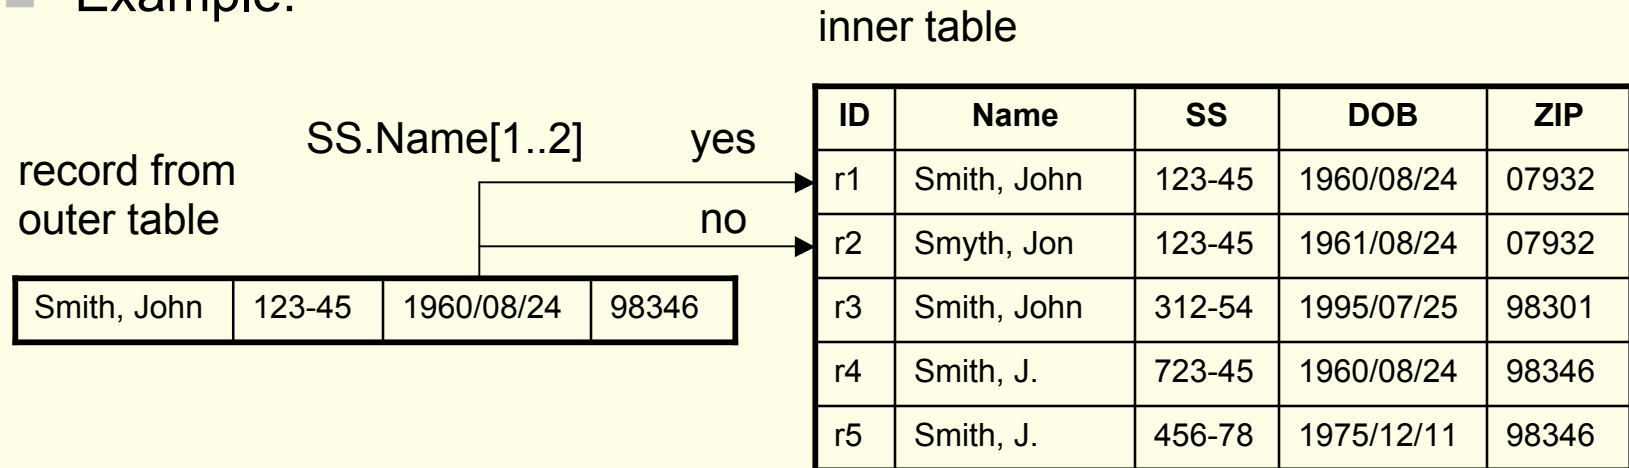 Example:
inner table
SS.Name[1..2] yes
record from
outer table
no
Smith, John 123-45 1960/08/24 98346
ID Name SS DOB ZIP
r1 Smith, John 123-45 1960/08/24 07932
r2 Smyth, Jon 123-45 1961/08/24 07932
r3 Smith, John 312-54 1995/07/25 98301
r4 Smith, J. 723-45 1960/08/24 98346
r5 Smith, J. 456-78 1975/12/11 98346